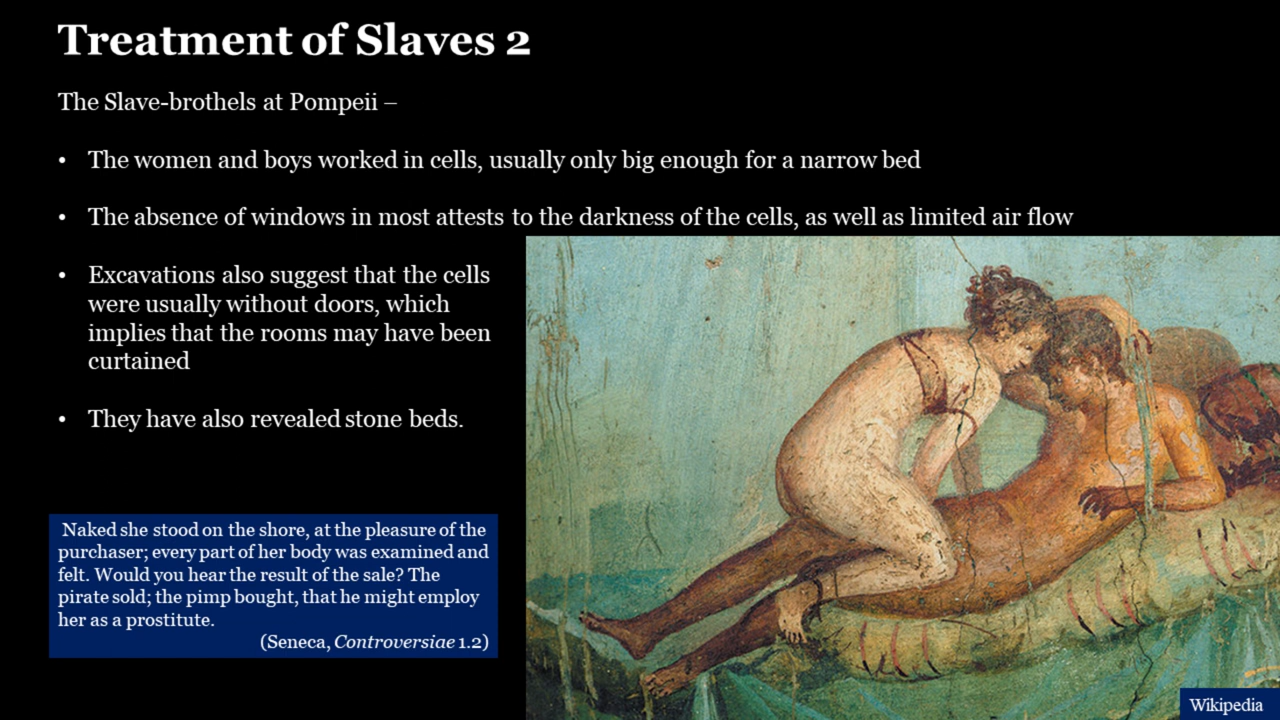 Treatment of Slaves 2
The Slave-brothels at Pompeii –
• The women and boys worked in cells, usually only big enough for a narrow bed
• The absence of windows in most attests to the darkness of the cells, as well as limited air flow
• Excavations also suggest that the cells
were usually without doors, which
implies that the rooms may have been
curtained
• They have also revealed stone beds.
Naked she stood on the shore, at the pleasure of the
purchaser; every part of her body was examined and
felt. Would you hear the result of the sale? The
pirate sold; the pimp bought, that he might employ
her as a prostitute.
(Seneca, Controversiae 1.2)
Wikipedia